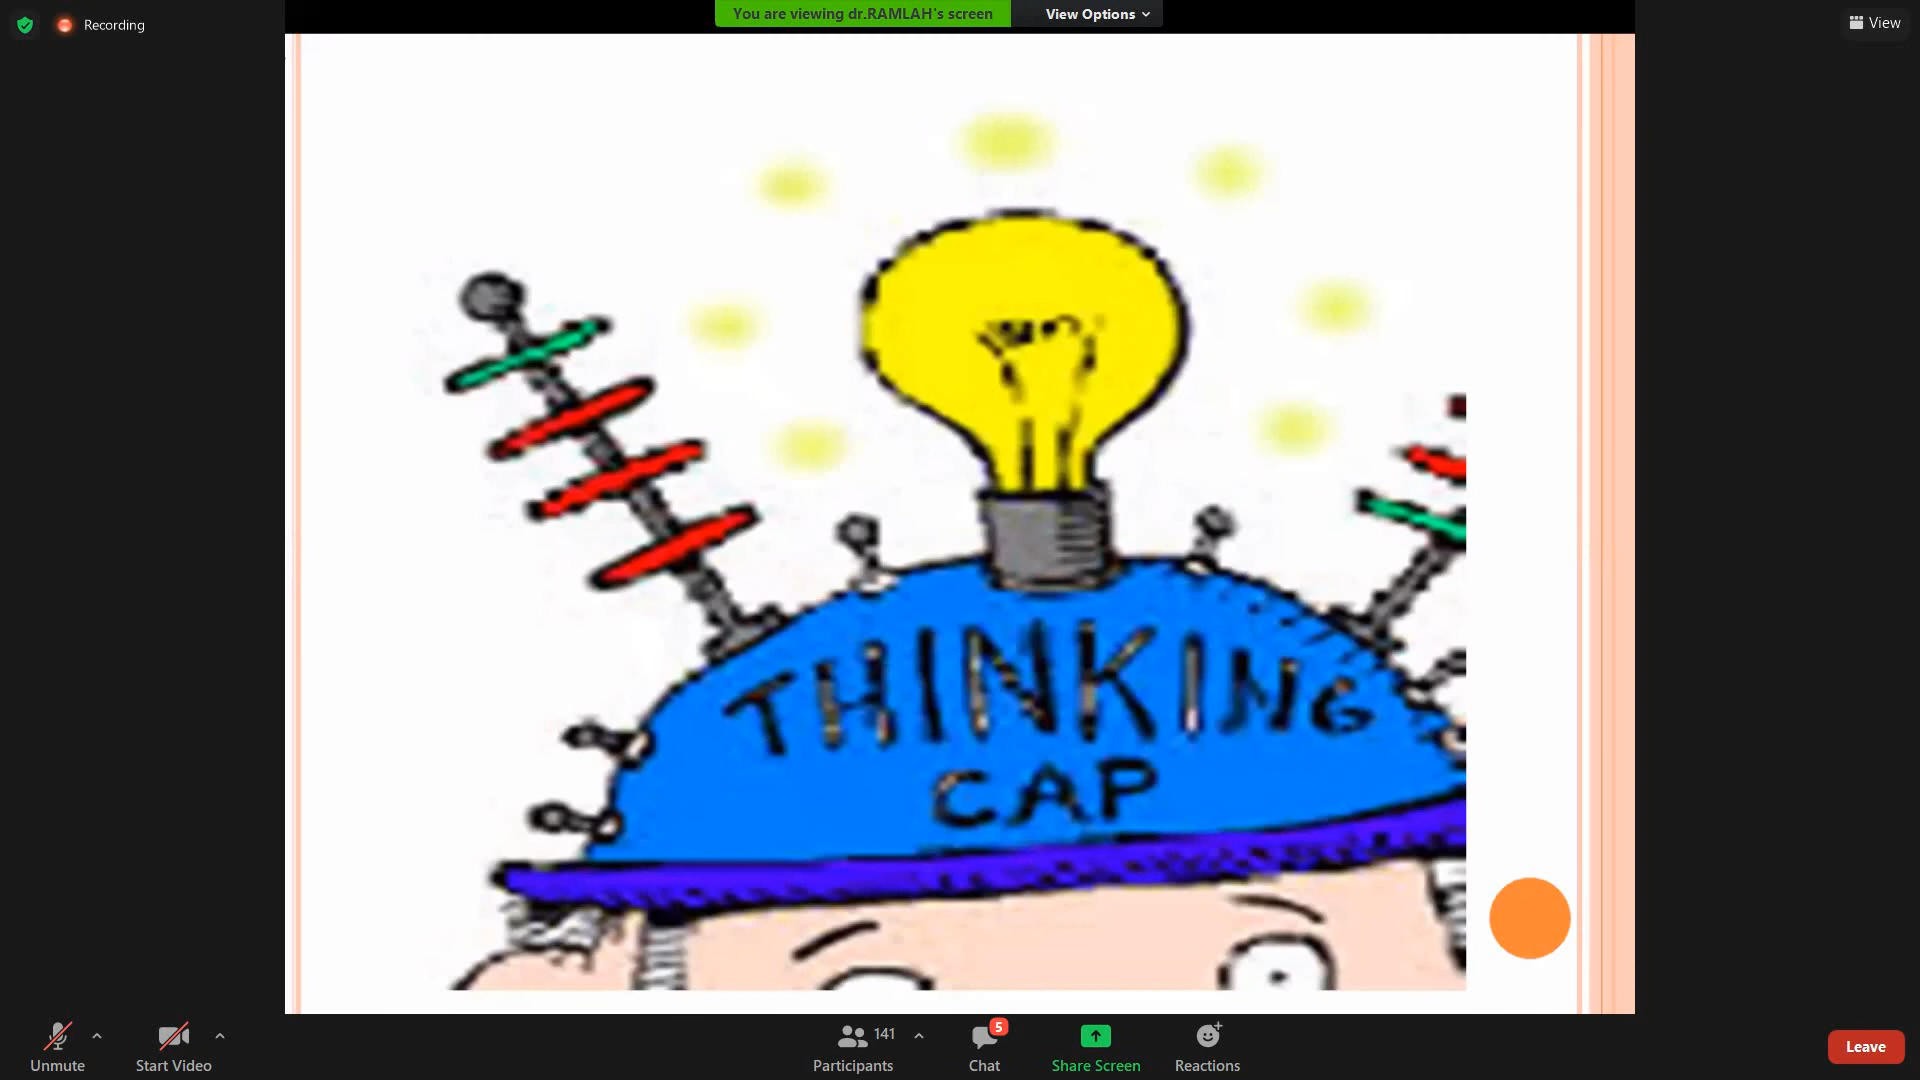 Recording
You are viewing dr.RAMLAH's screen
View Options
View
THINKING
CAP
Unmute
Start Video
141
Participants
5
Chat
Share Screen
Reactions
Leave